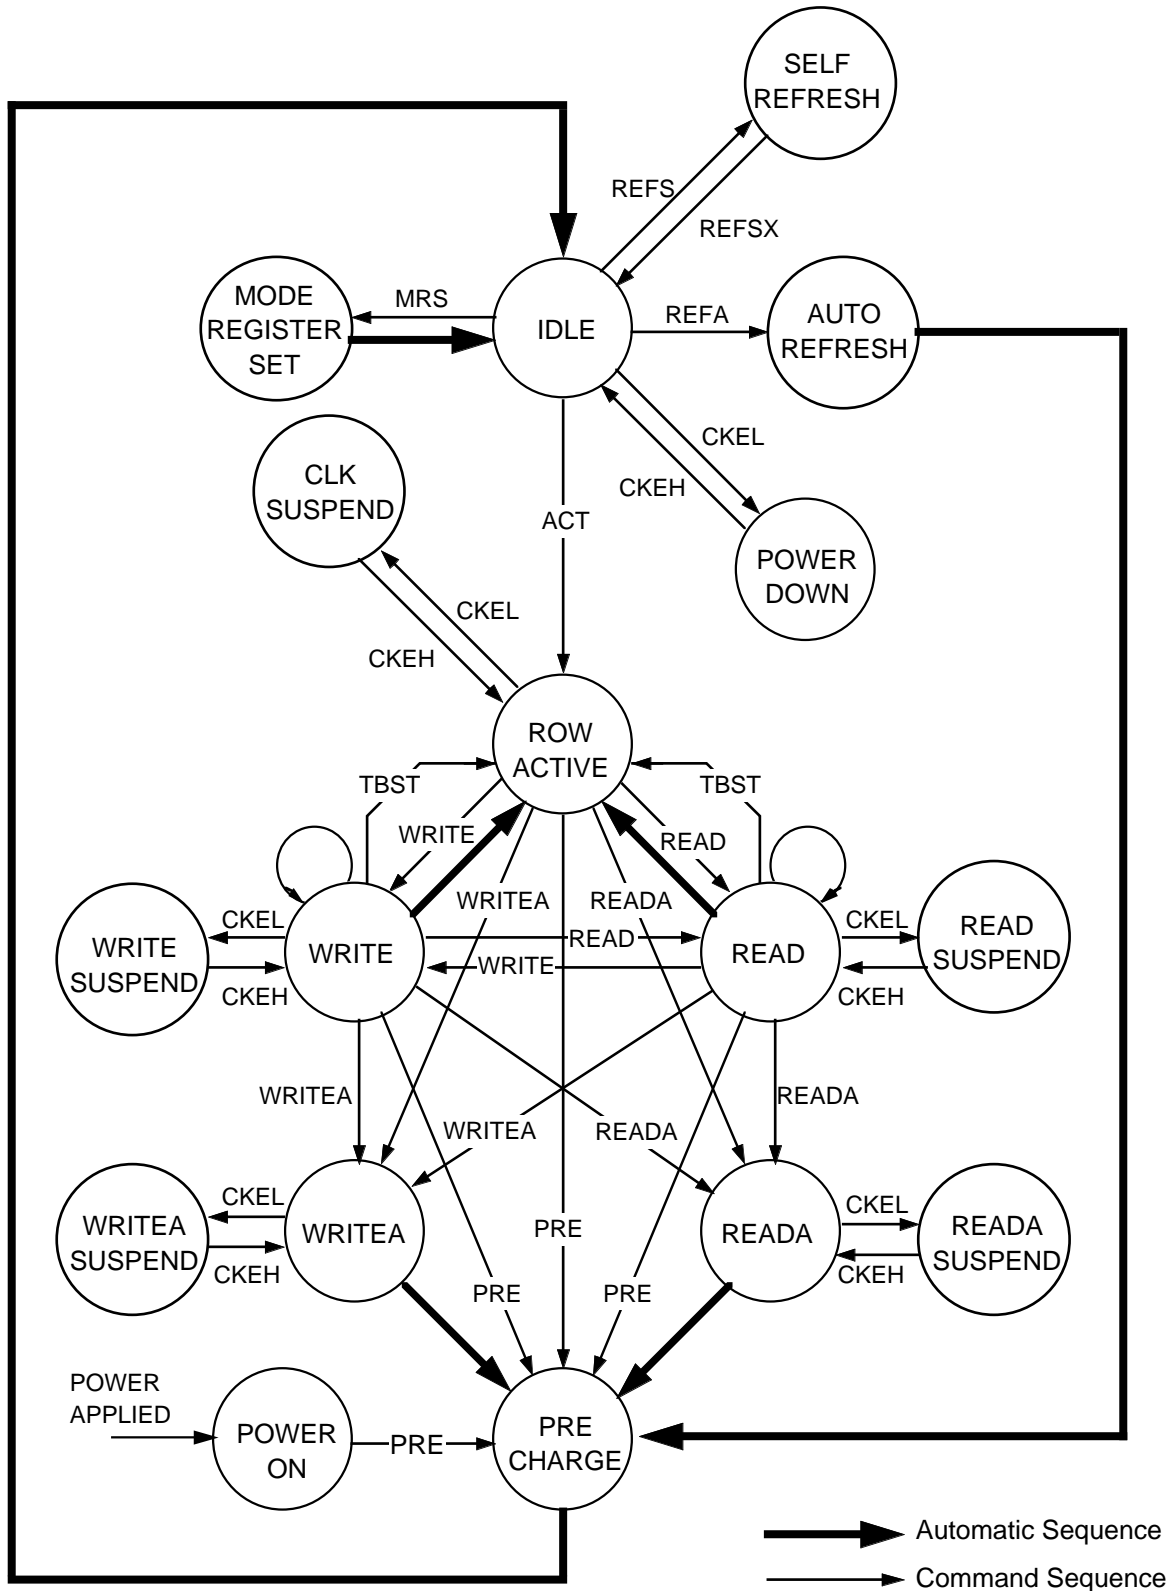 SELF
REFRESH
REFS
REFSX
MODE
REGISTER
SET
MRS
IDLE
REFA
AUTO
REFRESH
CKEL
CKEH
CLK
SUSPEND
ACT
POWER
DOWN
CKEL
CKEH
ROW
ACTIVE
TBST
TBST
WRITE
READ
WRITEA
READA
CKEL
WRITE
SUSPEND
CKEH
WRITE
READ
WRITE
READ
CKEL
READ
SUSPEND
CKEH
WRITEA
READA
WRITEA
READA
CKEL
WRITEA
SUSPEND
CKEH
WRITEA
PRE
READA
CKEL
READA
SUSPEND
CKEH
PRE
PRE
POWER
APPLIED
POWER
ON
PRE
PRE
CHARGE
Automatic Sequence
Command Sequence